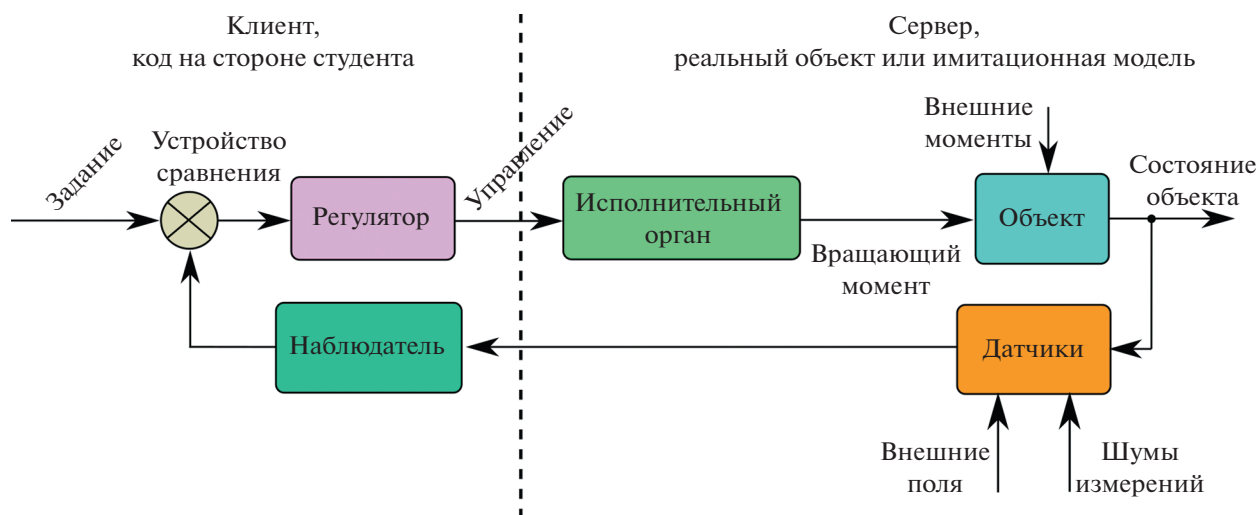 Клиент,
код на стороне студента
Сервер,
реальный объект или имитационная модель
Задание
Устройство
сравнения
Регулятор
Управление
Исполнительный
орган
Вращающий
момент
Внешние
моменты
Объект
Состояние
объекта
Наблюдатель
Датчики
Внешние
поля
Шумы
измерений